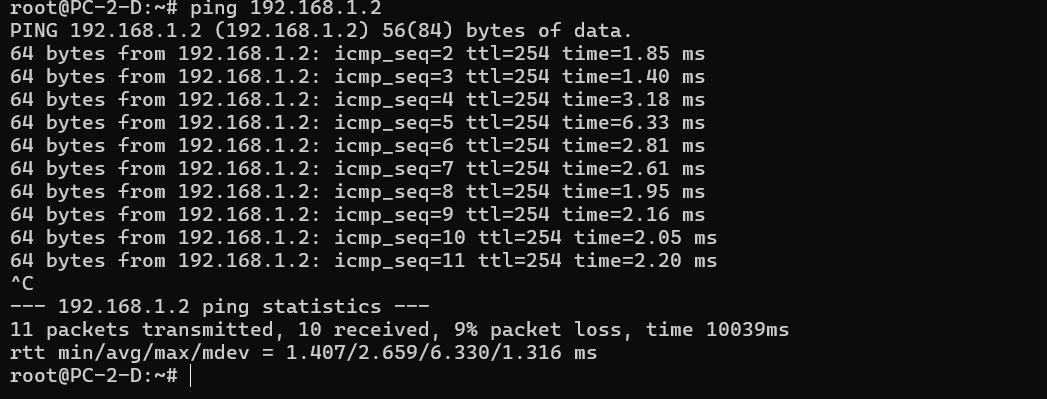 root@PC-2-D:~# ping 192.168.1.2
PING 192.168.1.2 (192.168.1.2) 56(84) bytes of data.
64 bytes from 192.168.1.2: icmp_seq=2 ttl=254 time=1.85 ms
64 bytes from 192.168.1.2: icmp_seq=3 ttl=254 time=1.40 ms
64 bytes from 192.168.1.2: icmp_seq=4 ttl=254 time=3.18 ms
64 bytes from 192.168.1.2: icmp_seq=5 ttl=254 time=6.33 ms
64 bytes from 192.168.1.2: icmp_seq=6 ttl=254 time=2.81 ms
64 bytes from 192.168.1.2: icmp_seq=7 ttl=254 time=2.61 ms
64 bytes from 192.168.1.2: icmp_seq=8 ttl=254 time=1.95 ms
64 bytes from 192.168.1.2: icmp_seq=9 ttl=254 time=2.16 ms
64 bytes from 192.168.1.2: icmp_seq=10 ttl=254 time=2.05 ms
64 bytes from 192.168.1.2: icmp_seq=11 ttl=254 time=2.20 ms
^C
--- 192.168.1.2 ping statistics ---
11 packets transmitted, 10 received, 9% packet loss, time 10039ms
rtt min/avg/max/mdev = 1.407/2.659/6.330/1.316 ms
root@PC-2-D:~#